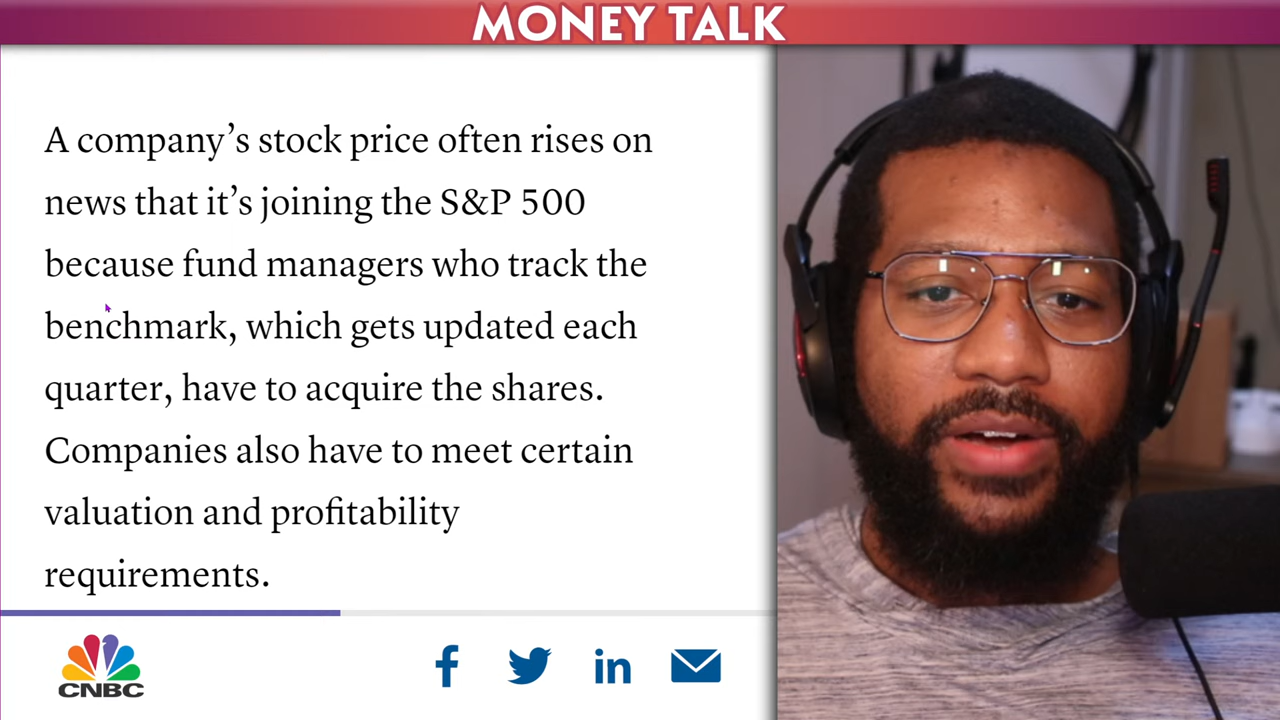 MONEY TALK
A company’s stock price often rises on
news that it’s joining the S&P 500
because fund managers who track the
benchmark, which gets updated each
quarter, have to acquire the shares.
Companies also have to meet certain
valuation and profitability
requirements.
CNBC